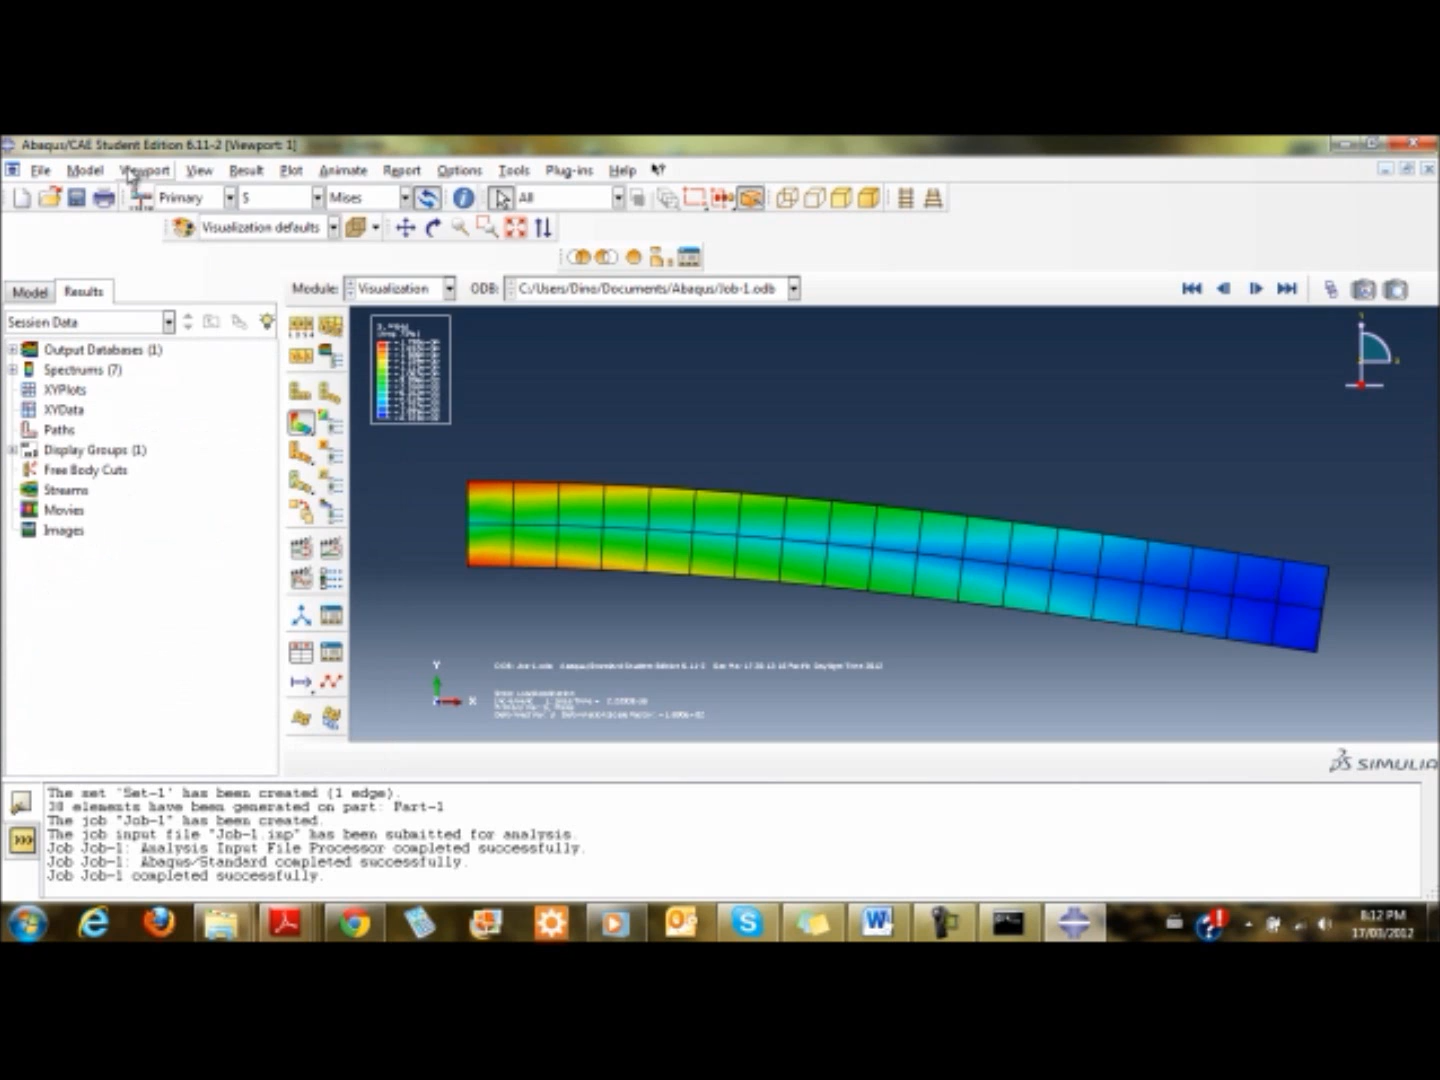 Abaqus/CAE Student Edition 6.11-2 [Viewport: 1]
File Model Viewport View Result Plot Animate Report Options Tools Plug-ins Help
Primary S Mises All
Visualization defaults
Model Results Module: Visualization ODB: C:/Users/Dino/Documents/Abaqus/Job-1.odb
Session Data
Output Databases (1)
Spectrums (7)
XYPlots
XYData
Paths
Display Groups (1)
Free Body Cuts
Streams
Movies
Images
Y
X
SIMULIA
The set 'Set-1' has been created (1 edge).
38 elements have been generated on part: Part-1
The job "Job-1" has been created.
The job input file "Job-1.inp" has been submitted for analysis.
Job Job-1: Analysis Input File Processor completed successfully.
Job Job-1: Abaqus/Standard completed successfully.
Job Job-1 completed successfully.
8:12 PM
17/03/2012